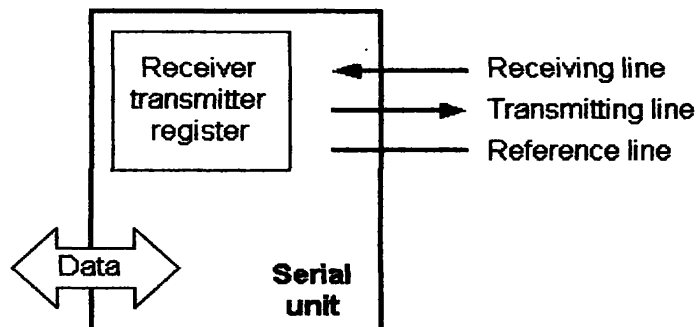 Receiver
transmitter
register
Receiving line
Transmitting line
Reference line
Data
Serial
unit